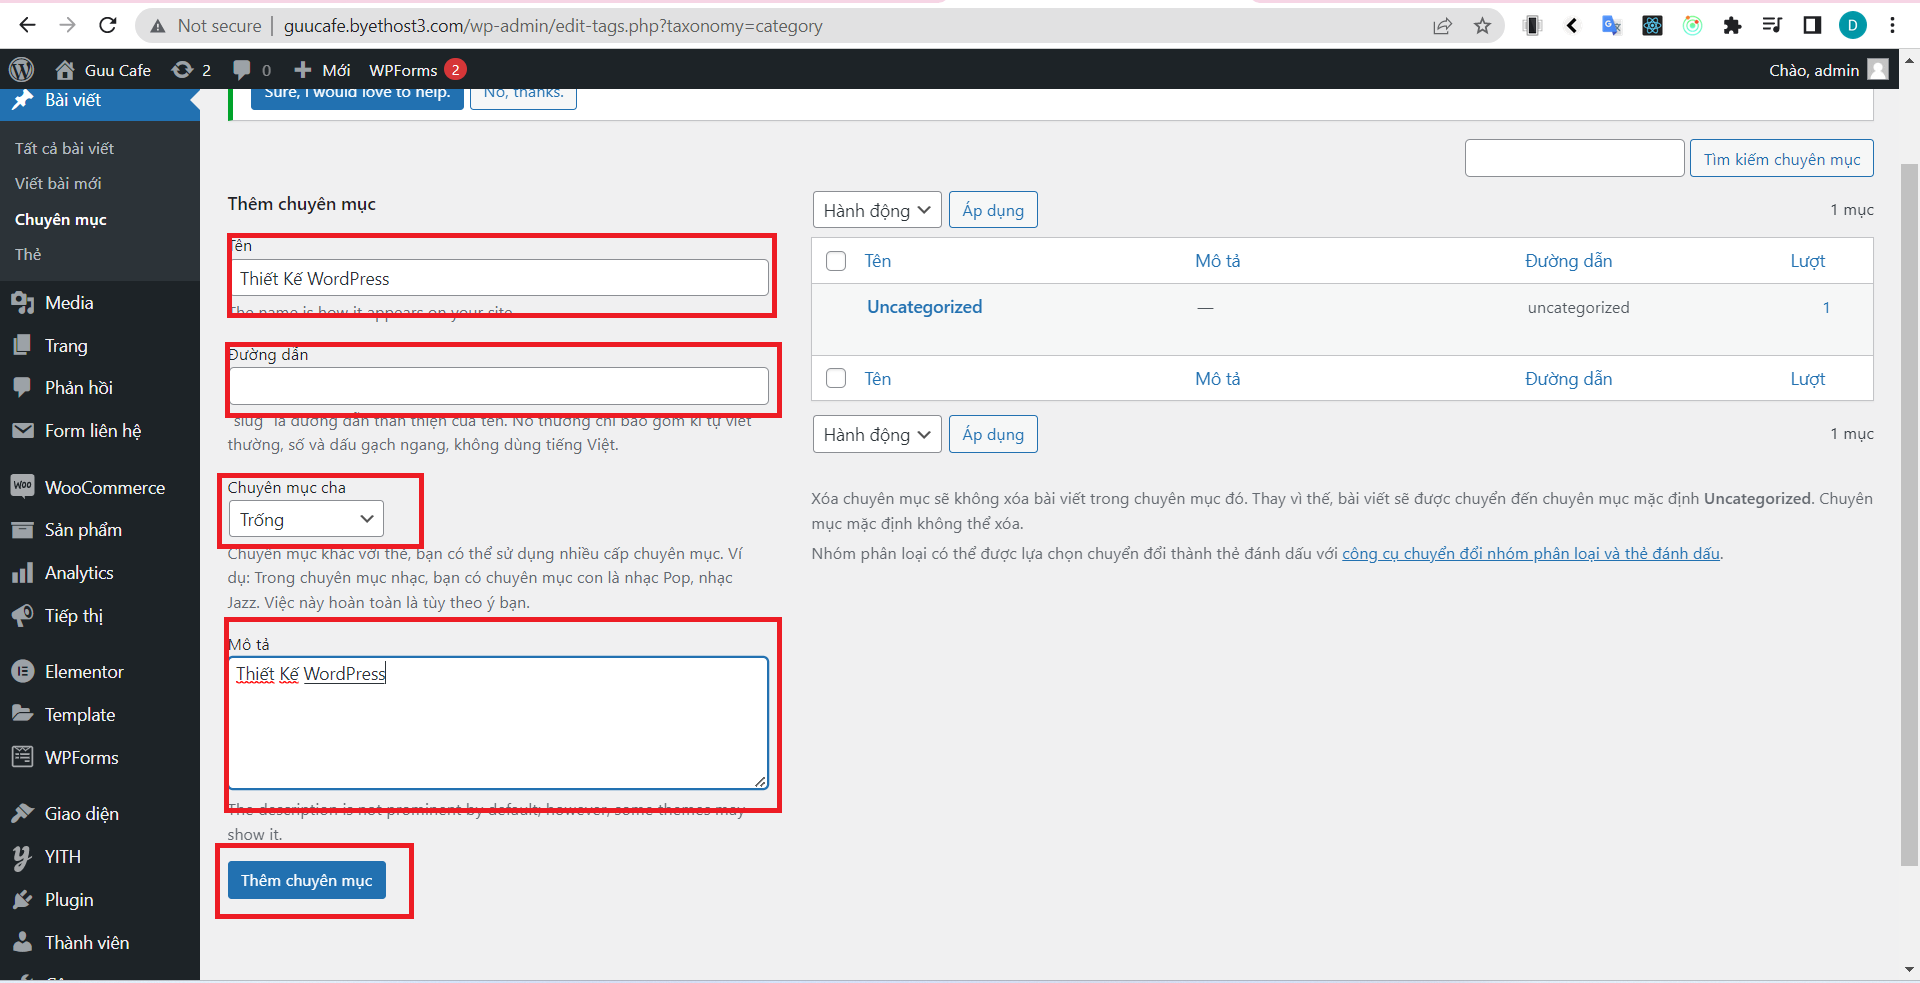 Not secure | guucafe.byethost3.com/wp-admin/edit-tags.php?taxonomy=category
D
Guu Cafe 2 0 Mới WPForms 2 Chào, admin
Bài viết
Tất cả bài viết
Viết bài mới
Chuyên mục
Thẻ
Media
Trang
Phản hồi
Form liên hệ
Woo WooCommerce
Sản phẩm
Analytics
Tiếp thị
Elementor
Template
WPForms
Giao diện
YITH
Plugin
Thành viên
Sure, I would love to help. No, thanks.
Tìm kiếm chuyên mục
Thêm chuyên mục
Tên
Thiết Kế WordPress
The name is how it appears on your site.
Đường dẫn
"slug" là đường dẫn thân thiện của tên. Nó thường chỉ bao gồm kí tự viết
thường, số và dấu gạch ngang, không dùng tiếng Việt.
Chuyên mục cha
Trống
Chuyên mục khác với thẻ, bạn có thể sử dụng nhiều cấp chuyên mục. Ví
dụ: Trong chuyên mục nhạc, bạn có chuyên mục con là nhạc Pop, nhạc
Jazz. Việc này hoàn toàn là tùy theo ý bạn.
Mô tả
Thiết Kế WordPress
The description is not prominent by default; however, some themes may
show it.
Thêm chuyên mục
Hành động Áp dụng 1 mục
Tên Mô tả Đường dẫn Lượt
Uncategorized — uncategorized 1
Tên Mô tả Đường dẫn Lượt
Hành động Áp dụng 1 mục
Xóa chuyên mục sẽ không xóa bài viết trong chuyên mục đó. Thay vì thế, bài viết sẽ được chuyển đến chuyên mục mặc định Uncategorized. Chuyên
mục mặc định không thể xóa.
Nhóm phân loại có thể được lựa chọn chuyển đổi thành thẻ đánh dấu với công cụ chuyển đổi nhóm phân loại và thẻ đánh dấu.